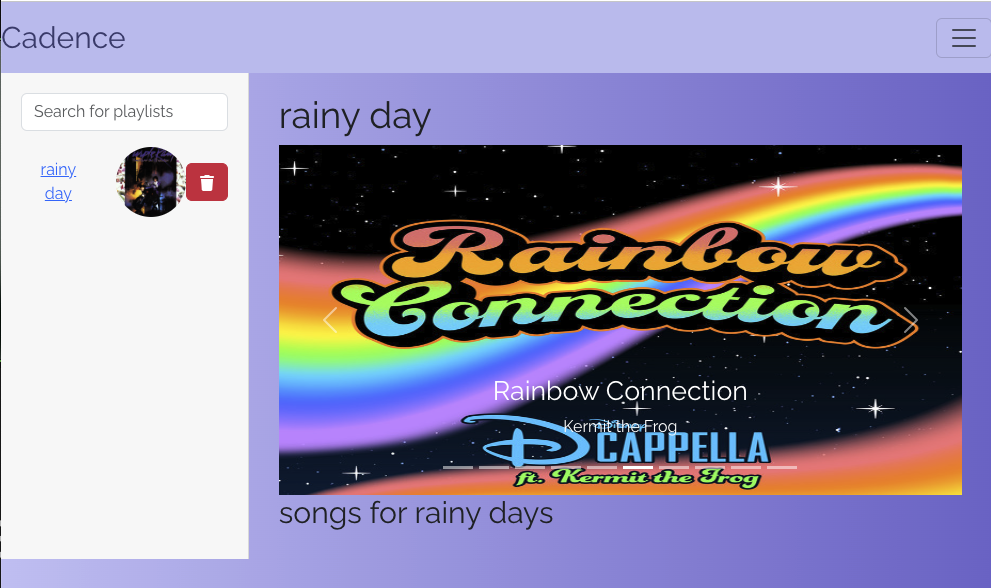 Cadence
Search for playlists
rainy
day
rainy day
Rainbow
Connection
Rainbow Connection
Kermit the Frog
DCAPPELLA
ft. Kermit the Frog
songs for rainy days